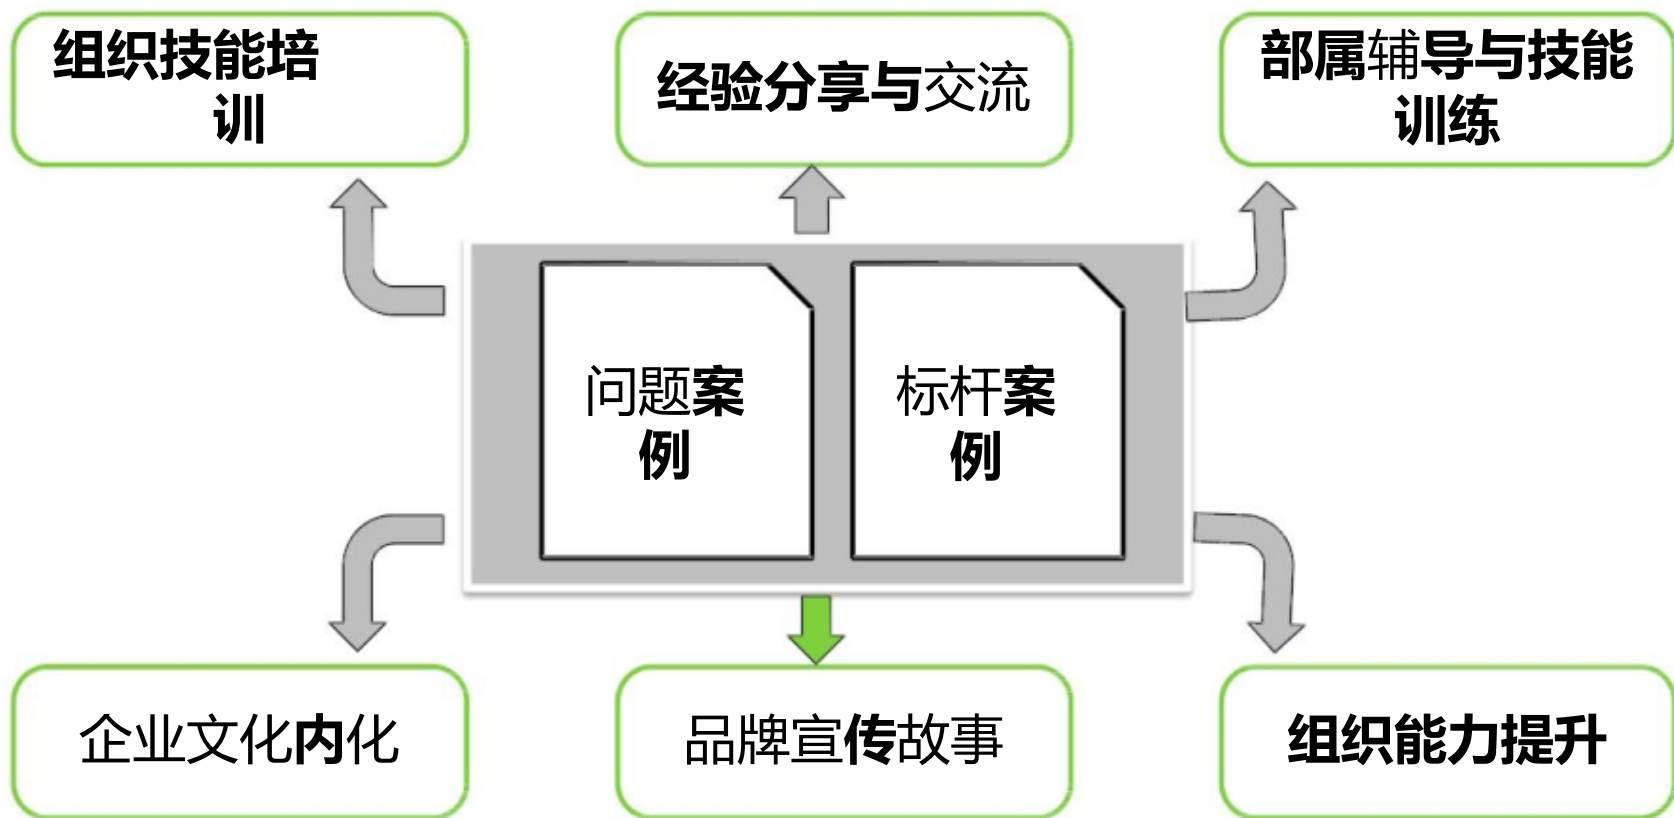 组织技能培
训
经验分享与交流
部属辅导与技能
训练
问题案
例
标杆案
例
企业文化内化
品牌宣传故事
组织能力提升